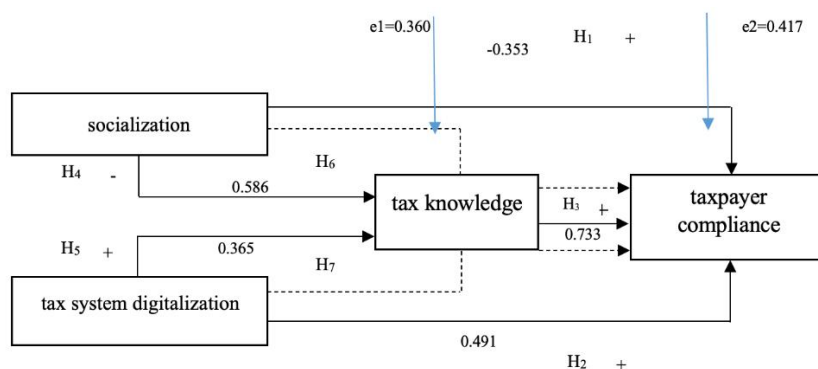 e1=0.360
-0.353
H1 +
e2=0.417
socialization
H4 -
0.586
H6
tax knowledge
H3 +
0.733
taxpayer
compliance
H5 +
0.365
H7
tax system digitalization
0.491
H2 +